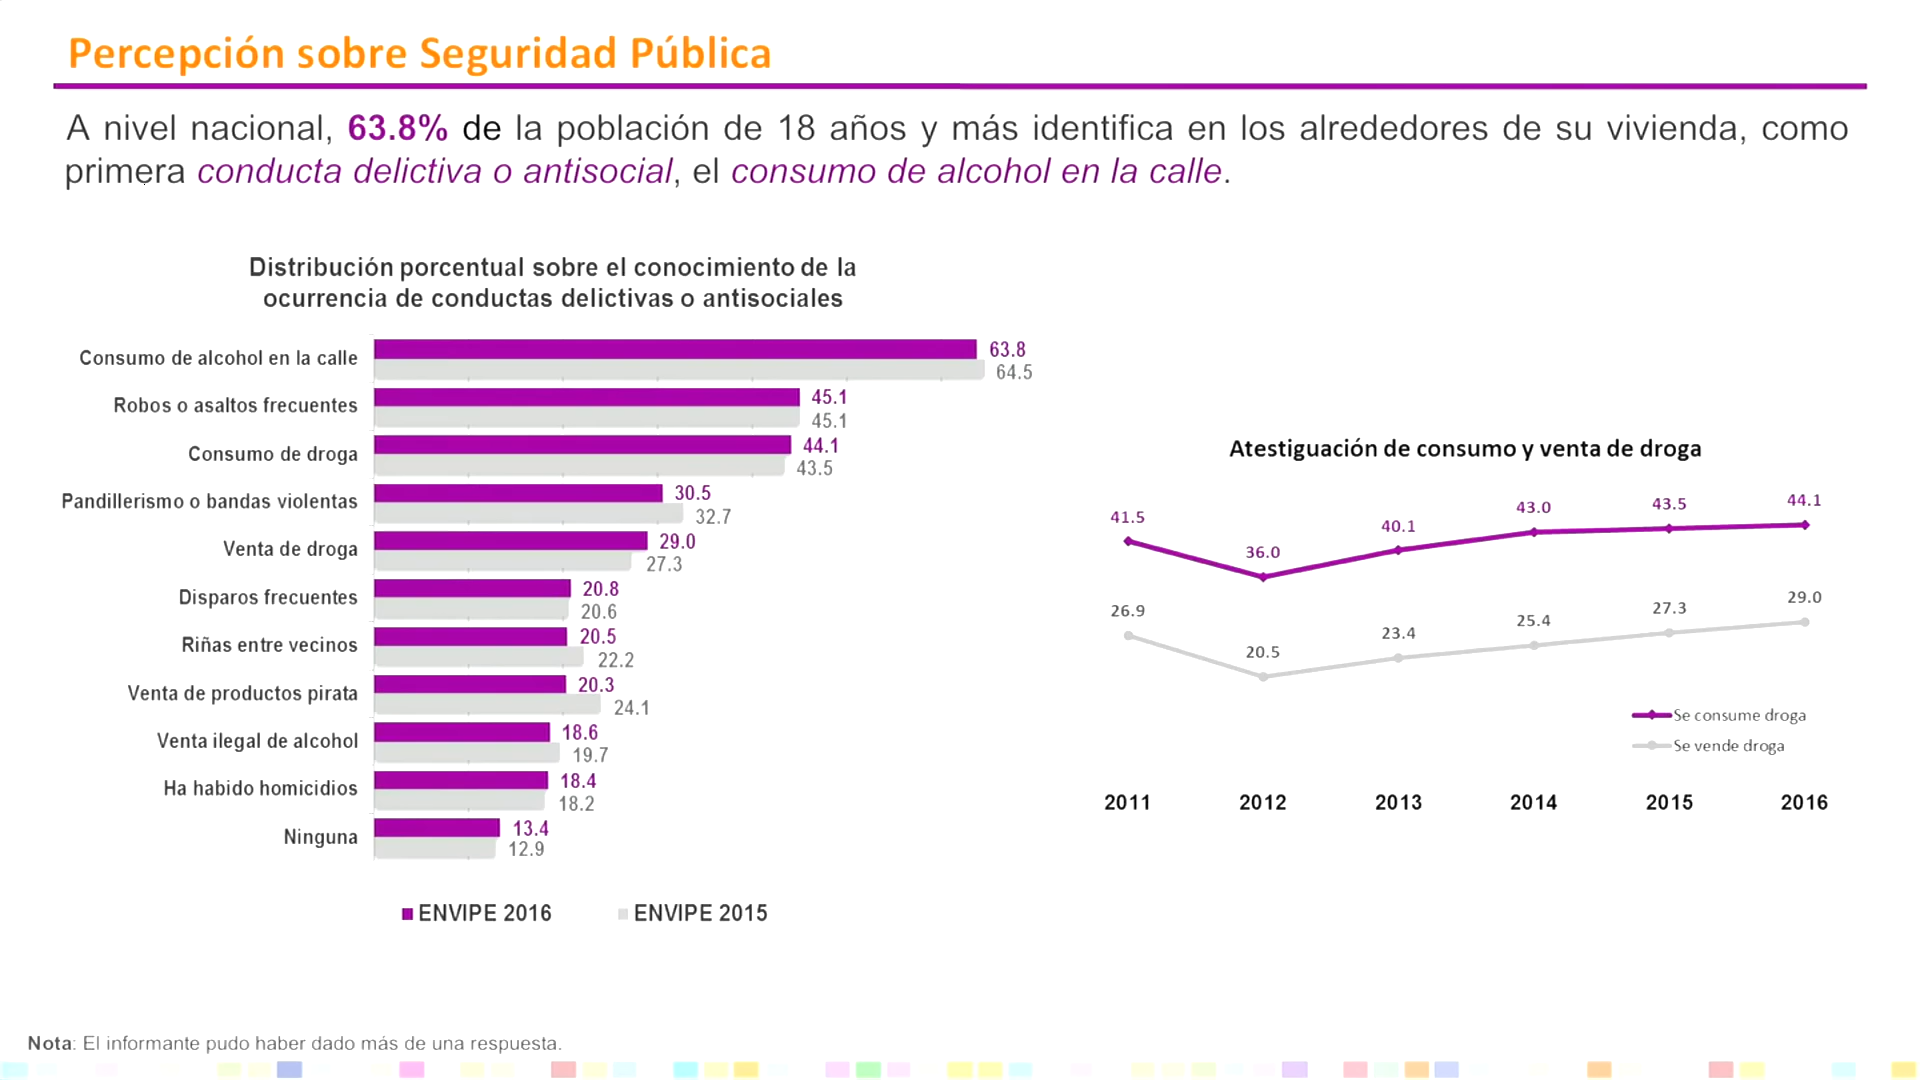 Percepción sobre Seguridad Pública
A nivel nacional, 63.8% de la población de 18 años y más identifica en los alrededores de su vivienda, como
primera conducta delictiva o antisocial, el consumo de alcohol en la calle.
Distribución porcentual sobre el conocimiento de la
ocurrencia de conductas delictivas o antisociales
Consumo de alcohol en la calle 63.8
64.5
Robos o asaltos frecuentes 45.1
45.1
Consumo de droga 44.1
43.5
Pandillerismo o bandas violentas 30.5
32.7
Venta de droga 29.0
27.3
Disparos frecuentes 20.8
20.6
Riñas entre vecinos 20.5
22.2
Venta de productos pirata 20.3
24.1
Venta ilegal de alcohol 18.6
19.7
Ha habido homicidios 18.4
18.2
Ninguna 13.4
12.9
ENVIPE 2016 ENVIPE 2015
Atestiguación de consumo y venta de droga
41.5 36.0 40.1 43.0 43.5 44.1
26.9 20.5 23.4 25.4 27.3 29.0
Se consume droga
Se vende droga
2011 2012 2013 2014 2015 2016
Nota: El informante pudo haber dado más de una respuesta.